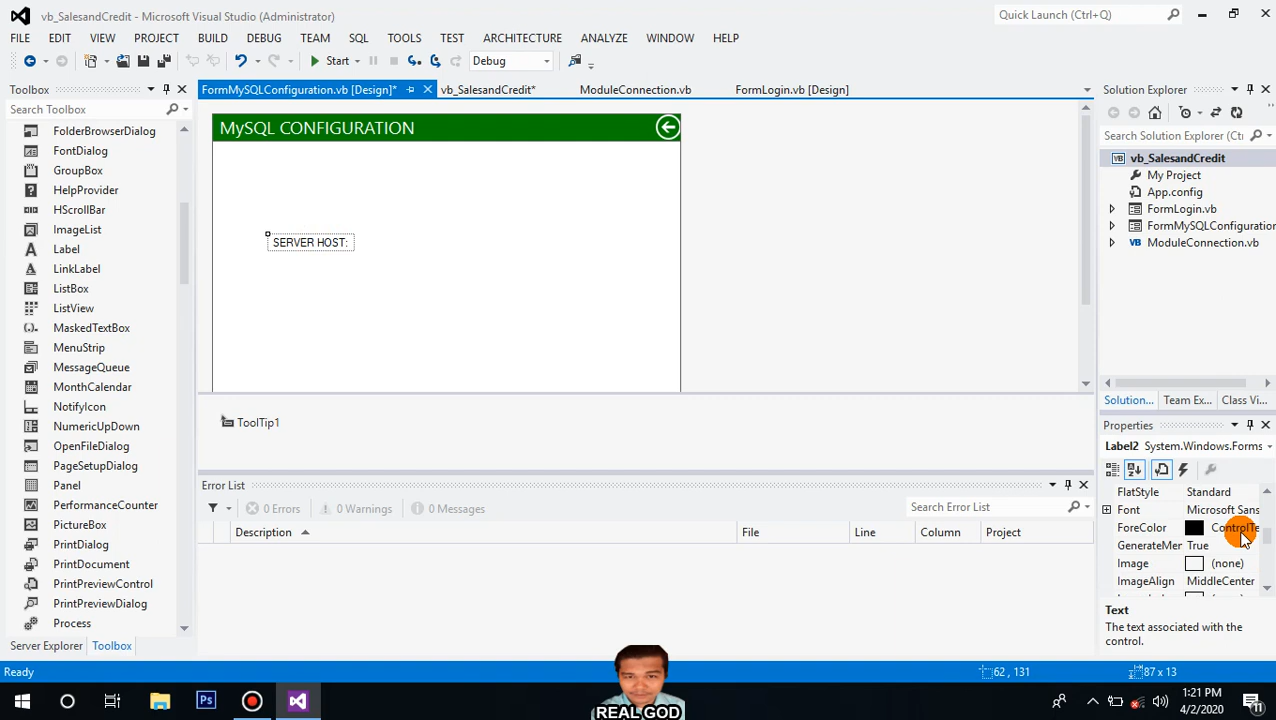 vb_SalesandCredit - Microsoft Visual Studio (Administrator)
Quick Launch (Ctrl+Q)
FILE EDIT VIEW PROJECT BUILD DEBUG TEAM SQL TOOLS TEST ARCHITECTURE ANALYZE WINDOW HELP
Start Debug
Toolbox
Search Toolbox
FolderBrowserDialog
FontDialog
GroupBox
HelpProvider
HScrollBar
ImageList
Label
LinkLabel
ListBox
ListView
MaskedTextBox
MenuStrip
MessageQueue
MonthCalendar
NotifyIcon
NumericUpDown
OpenFileDialog
PageSetupDialog
Panel
PerformanceCounter
PictureBox
PrintDialog
PrintDocument
PrintPreviewControl
PrintPreviewDialog
Process
Server Explorer Toolbox
FormMySQLConfiguration.vb [Design]* vb_SalesandCredit* ModuleConnection.vb FormLogin.vb [Design]
MySQL CONFIGURATION
SERVER HOST:
ToolTip1
Error List
0 Errors 0 Warnings 0 Messages
Search Error List
Description File Line Column Project
Solution Explorer
Search Solution Explorer (Ctrl
vb_SalesandCredit
My Project
App.config
FormLogin.vb
FormMySQLConfiguration
ModuleConnection.vb
Solution... Team Ex... Class Vi...
Properties
Label2 System.Windows.Forms
FlatStyle Standard
Font Microsoft Sans
ForeColor ControlTe
GenerateMer True
Image (none)
ImageAlign MiddleCenter
Text
The text associated with the
control.
Ready 62 , 131 87 x 13
REAL GOD
Ps
1:21 PM
4/2/2020
11